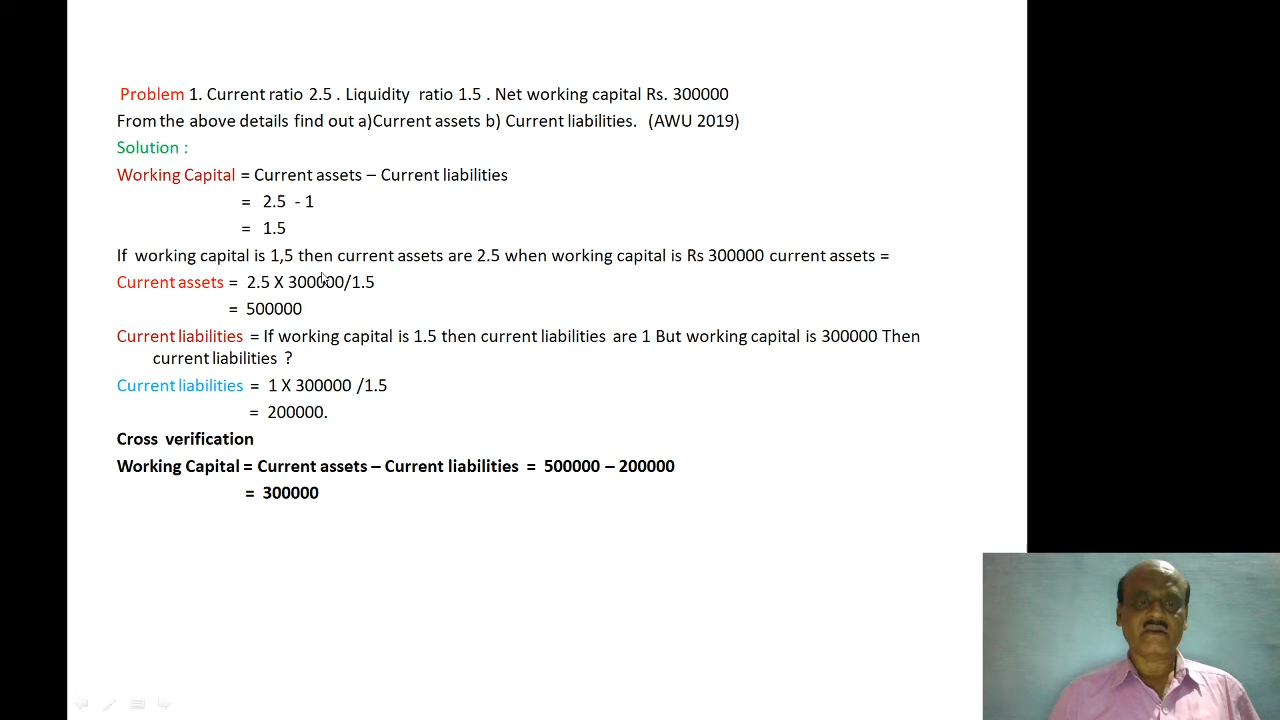 Problem 1. Current ratio 2.5 . Liquidity ratio 1.5 . Net working capital Rs. 300000
From the above details find out a)Current assets b) Current liabilities. (AWU 2019)
Solution :
Working Capital = Current assets – Current liabilities
= 2.5 - 1
= 1.5
If working capital is 1,5 then current assets are 2.5 when working capital is Rs 300000 current assets =
Current assets = 2.5 X 300000/1.5
= 500000
Current liabilities = If working capital is 1.5 then current liabilities are 1 But working capital is 300000 Then
current liabilities ?
Current liabilities = 1 X 300000 /1.5
= 200000.
Cross verification
Working Capital = Current assets – Current liabilities = 500000 – 200000
= 300000